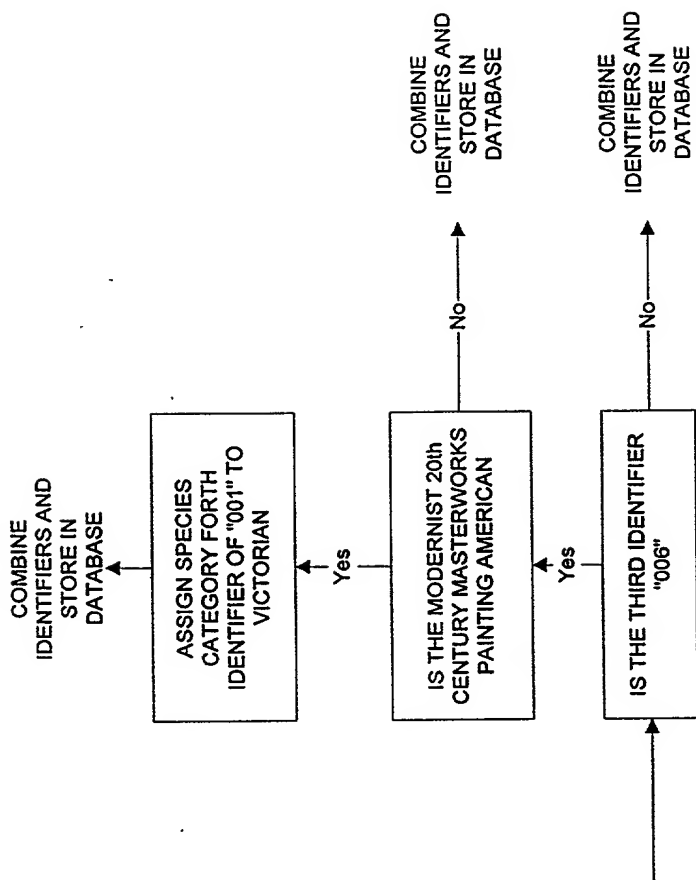 COMBINE
IDENTIFIERS AND
STORE IN
DATABASE
ASSIGN SPECIES
CATEGORY FORTH
IDENTIFIER OF "001" TO
VICTORIAN
Yes
IS THE MODERNIST 20th
CENTURY MASTERWORKS
PAINTING AMERICAN
No
COMBINE
IDENTIFIERS AND
STORE IN
DATABASE
Yes
IS THE THIRD IDENTIFIER
"006"
No
COMBINE
IDENTIFIERS AND
STORE IN
DATABASE